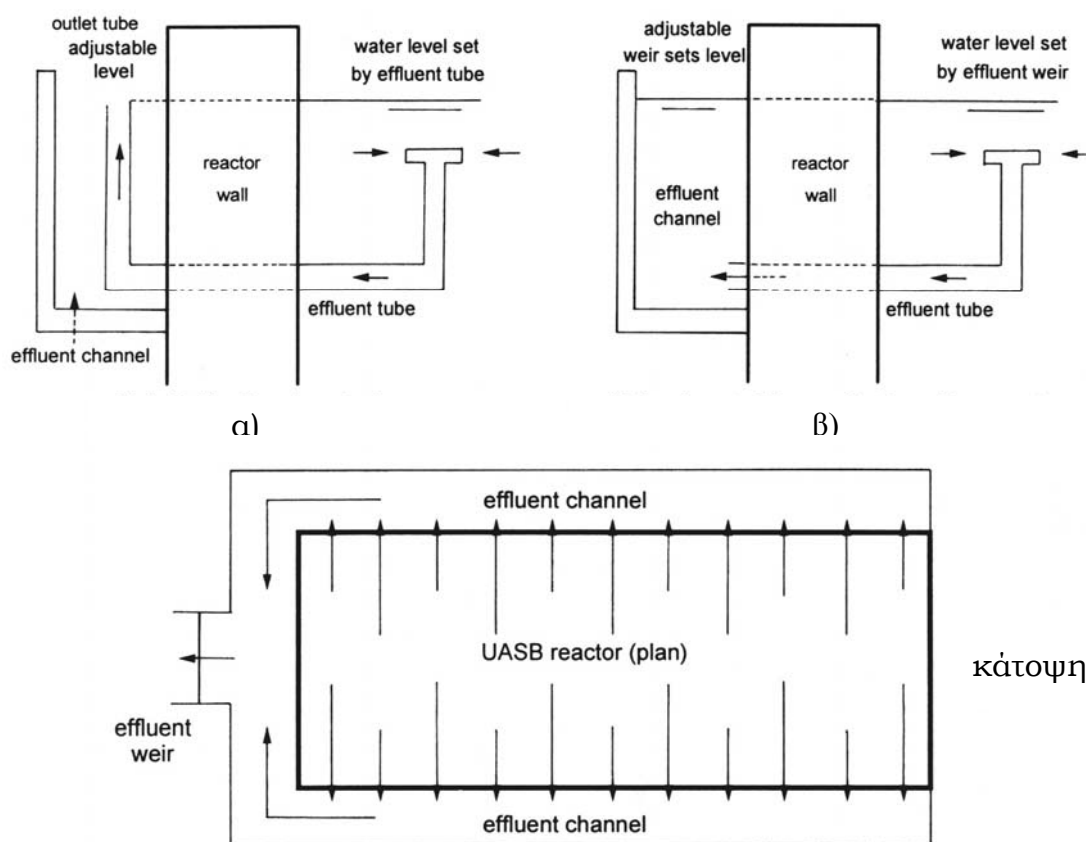 outlet tube
adjustable
level
water level set
by effluent tube
reactor
wall
effluent tube
effluent channel
α)
adjustable
weir sets level
water level set
by effluent weir
effluent
channel
reactor
wall
effluent tube
β)
effluent channel
UASB reactor (plan)
κάτοψη
effluent
weir
effluent channel